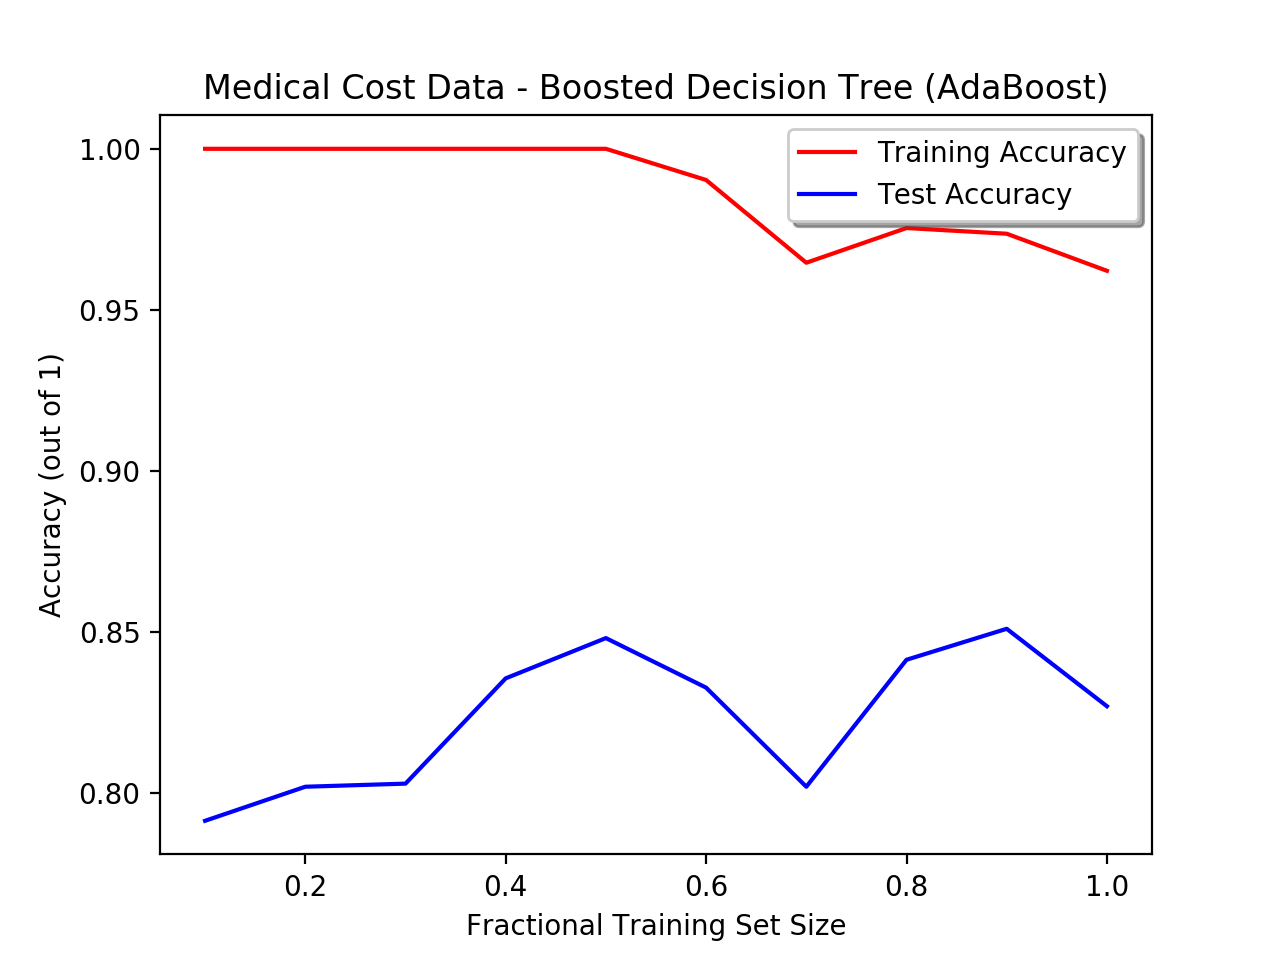 Medical Cost Data - Boosted Decision Tree (AdaBoost)
Training Accuracy
Test Accuracy
1.00
0.95
0.90
0.85
0.80
Accuracy (out of 1)
0.2 0.4 0.6 0.8 1.0
Fractional Training Set Size